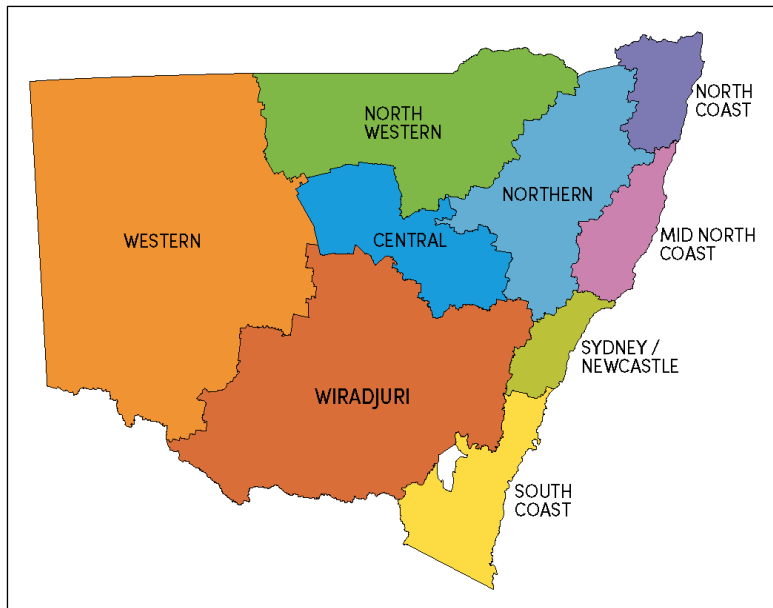 NORTH
COAST
NORTH
WESTERN
NORTHERN
WESTERN
CENTRAL
MID NORTH
COAST
SYDNEY /
NEWCASTLE
WIRADJURI
SOUTH
COAST